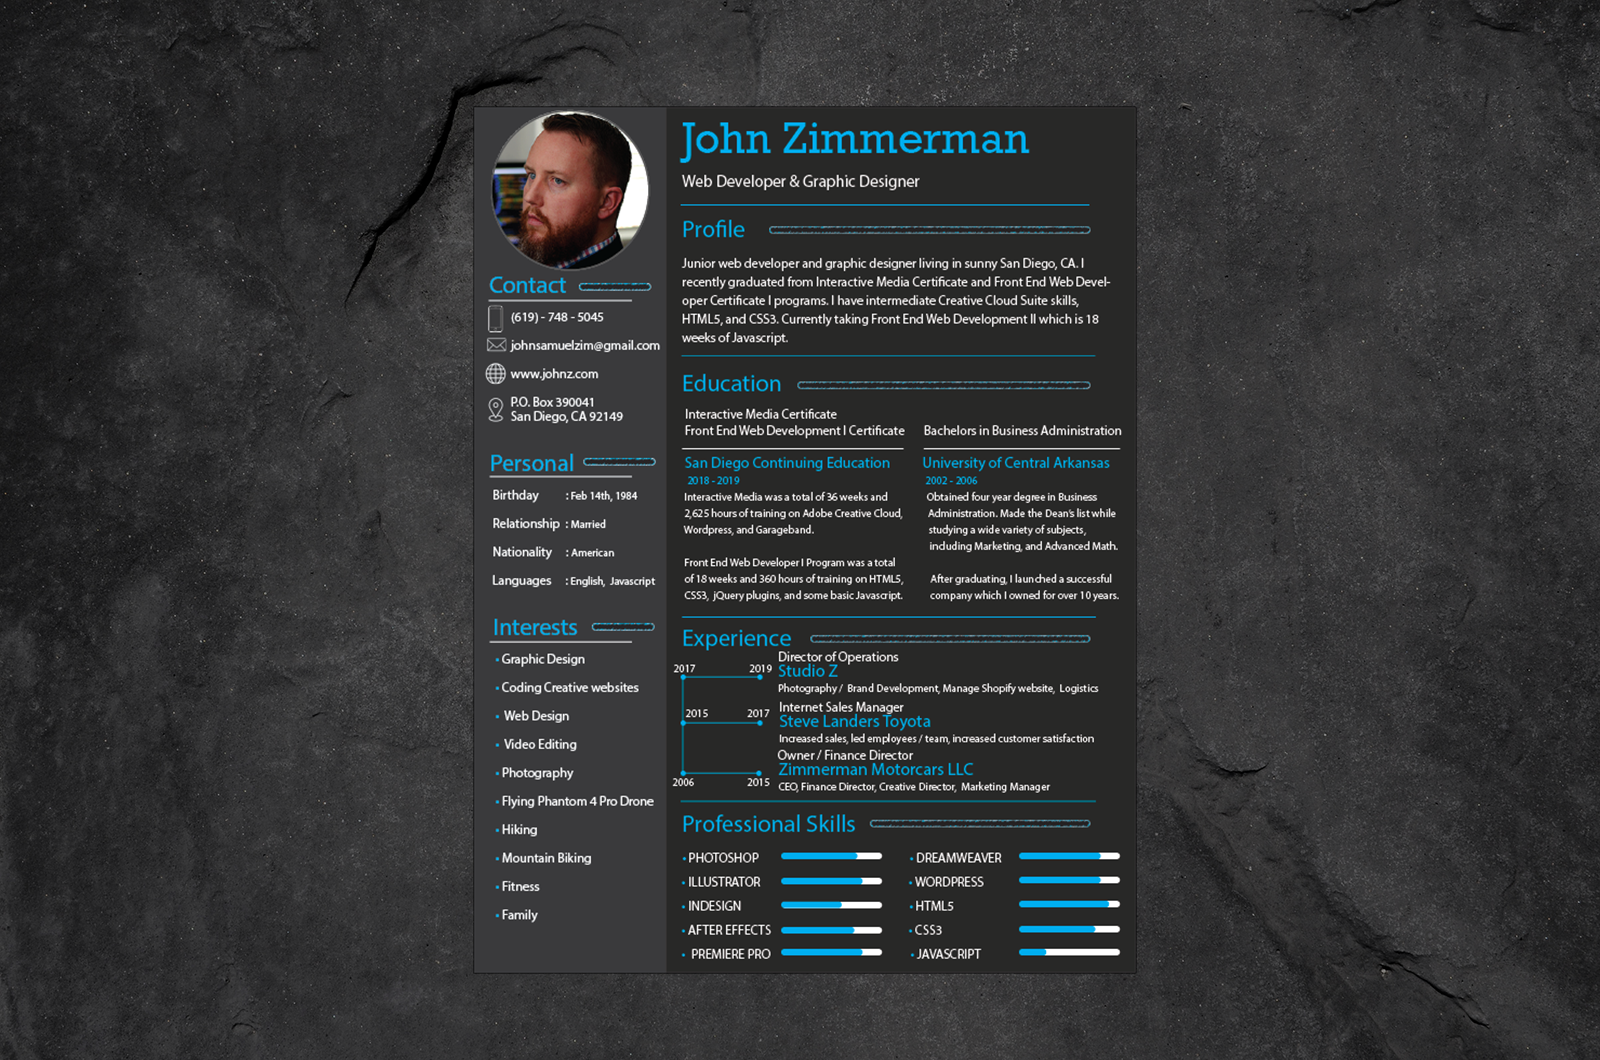 John Zimmerman
Web Developer & Graphic Designer
Contact
(619) - 748 - 5045
johnsamuelzim@gmail.com
www.johnz.com
P.O. Box 390041
San Diego, CA 92149
Personal
Birthday : Feb 14th, 1984
Relationship : Married
Nationality : American
Languages : English, Javascript
Interests
• Graphic Design
• Coding Creative websites
• Web Design
• Video Editing
• Photography
• Flying Phantom 4 Pro Drone
• Hiking
• Mountain Biking
• Fitness
• Family
Profile
Junior web developer and graphic designer living in sunny San Diego, CA. I
recently graduated from Interactive Media Certificate and Front End Web Devel-
oper Certificate I programs. I have intermediate Creative Cloud Suite skills,
HTML5, and CSS3. Currently taking Front End Web Development II which is 18
weeks of Javascript.
Education
Interactive Media Certificate
Front End Web Development I Certificate
San Diego Continuing Education
2018 - 2019
Interactive Media was a total of 36 weeks and
2,625 hours of training on Adobe Creative Cloud,
Wordpress, and Garageband.
Front End Web Developer I Program was a total
of 18 weeks and 360 hours of training on HTML5,
CSS3, jQuery plugins, and some basic Javascript.
Bachelors in Business Administration
University of Central Arkansas
2002 - 2006
Obtained four year degree in Business
Administration. Made the Dean's list while
studying a wide variety of subjects,
including Marketing, and Advanced Math.
After graduating, I launched a successful
company which I owned for over 10 years.
Experience
2017 2019
Director of Operations
Studio Z
Photography / Brand Development, Manage Shopify website, Logistics
2015 2017
Internet Sales Manager
Steve Landers Toyota
Increased sales, led employees / team, increased customer satisfaction
2006 2015
Owner / Finance Director
Zimmerman Motorcars LLC
CEO, Finance Director, Creative Director, Marketing Manager
Professional Skills
• PHOTOSHOP
• ILLUSTRATOR
• INDESIGN
• AFTER EFFECTS
• PREMIERE PRO
• DREAMWEAVER
• WORDPRESS
• HTML5
• CSS3
• JAVASCRIPT